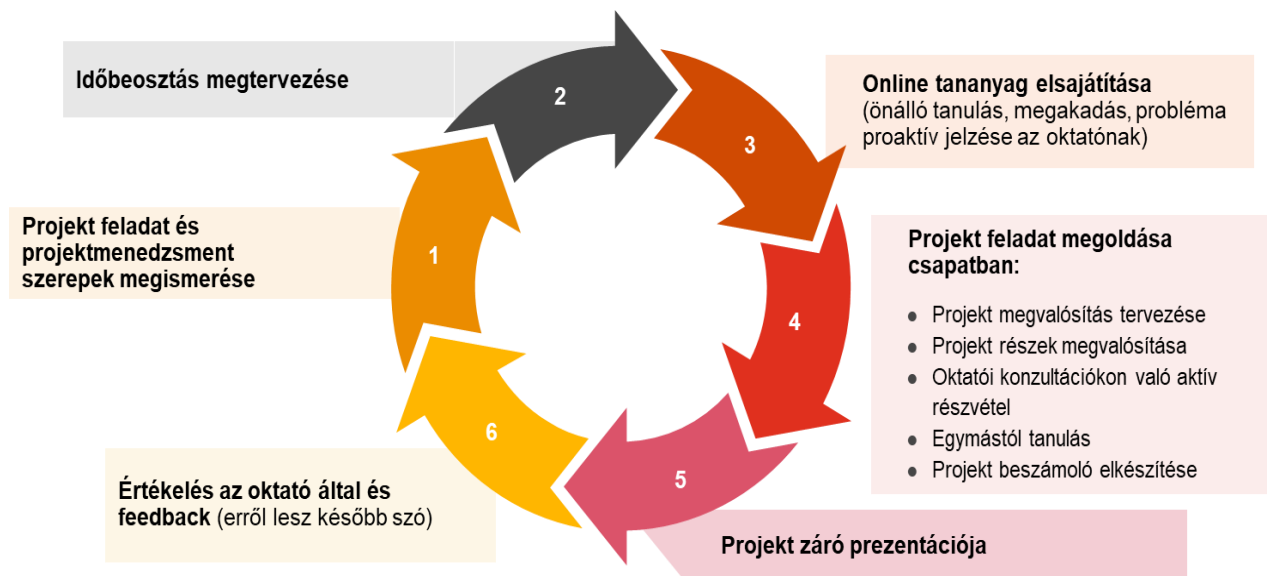 1
Projekt feladat és
projektmenedzsment
szerepek megismerése
2
Időbeosztás megtervezése
3
Online tananyag elsajátítása
(önálló tanulás, megakadás, probléma
proaktív jelzése az oktatónak)
4
Projekt feladat megoldása
csapatban:
● Projekt megvalósítás tervezése
● Projekt részek megvalósítása
● Oktatói konzultációkon való aktív
részvétel
● Egymástól tanulás
● Projekt beszámoló elkészítése
5
Projekt záró prezentációja
6
Értékelés az oktató által és
feedback (erről lesz később szó)